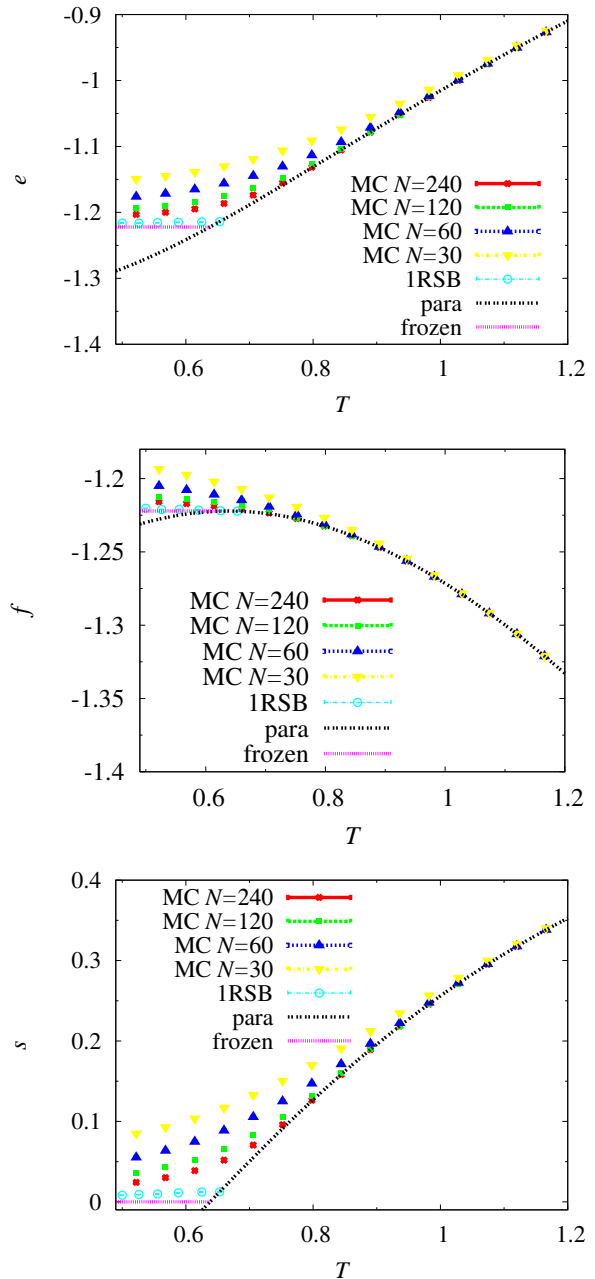 -0.9
-1
-1.1
-1.2
-1.3
-1.4
e
MC N=240
MC N=120
MC N=60
MC N=30
1RSB
para
frozen
0.6 0.8 1 1.2
T
-1.2
-1.25
-1.3
-1.35
-1.4
f
MC N=240
MC N=120
MC N=60
MC N=30
1RSB
para
frozen
0.6 0.8 1 1.2
T
0.4
0.3
0.2
0.1
0
s
MC N=240
MC N=120
MC N=60
MC N=30
1RSB
para
frozen
0.6 0.8 1 1.2
T